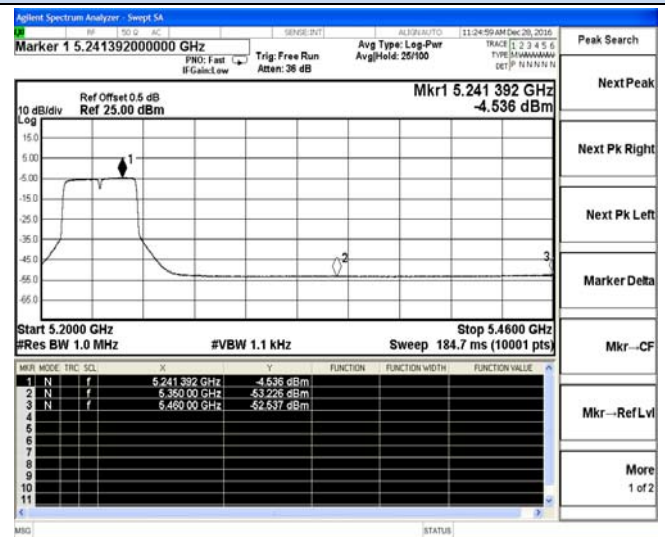 Agilent Spectrum Analyzer - Swept SA
RF 50 Ω AC SENSE:INT ALIGN AUTO 11:24:59 AM Dec 28, 2016
Marker 1 5.241392000000 GHz
PNO: Fast
IFGain:Low
Trig: Free Run
Atten: 36 dB
Avg Type: Log-Pwr
Avg|Hold: 25/100
TRACE 1 2 3 4 5 6
TYPE MWWWWW
DET P N N N N N
Ref Offset 0.5 dB
10 dB/div Ref 25.00 dBm
Log
Mkr1 5.241 392 GHz
-4.536 dBm
15.0
5.00
-5.00
-15.0
-25.0
-35.0
-45.0
-55.0
-65.0
1
2
3
Start 5.2000 GHz Stop 5.4600 GHz
#Res BW 1.0 MHz #VBW 1.1 kHz Sweep 184.7 ms (10001 pts)
MKR MODE TRC SCL X Y FUNCTION FUNCTION WIDTH FUNCTION VALUE
1 N f 5.241 392 GHz -4.536 dBm
2 N f 5.350 00 GHz -53.226 dBm
3 N f 5.460 00 GHz -52.537 dBm
4
5
6
7
8
9
10
11
MSG STATUS
Peak Search
Next Peak
Next Pk Right
Next Pk Left
Marker Delta
Mkr→CF
Mkr→Ref Lvl
More
1 of 2